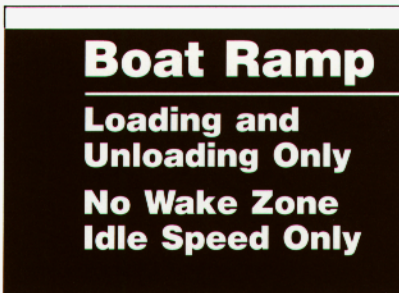 Boat Ramp
Loading and
Unloading Only
No Wake Zone
Idle Speed Only